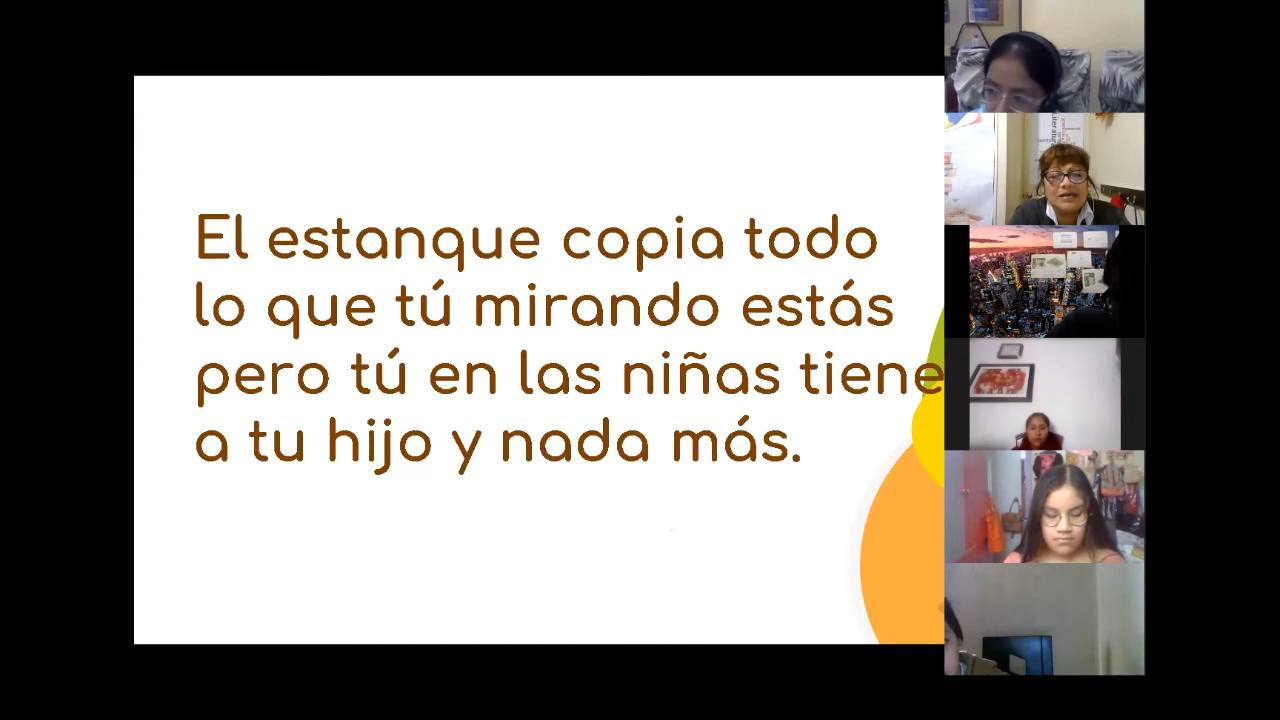 El estanque copia todo
lo que tú mirando estás
pero tú en las niñas tiene
a tu hijo y nada más.